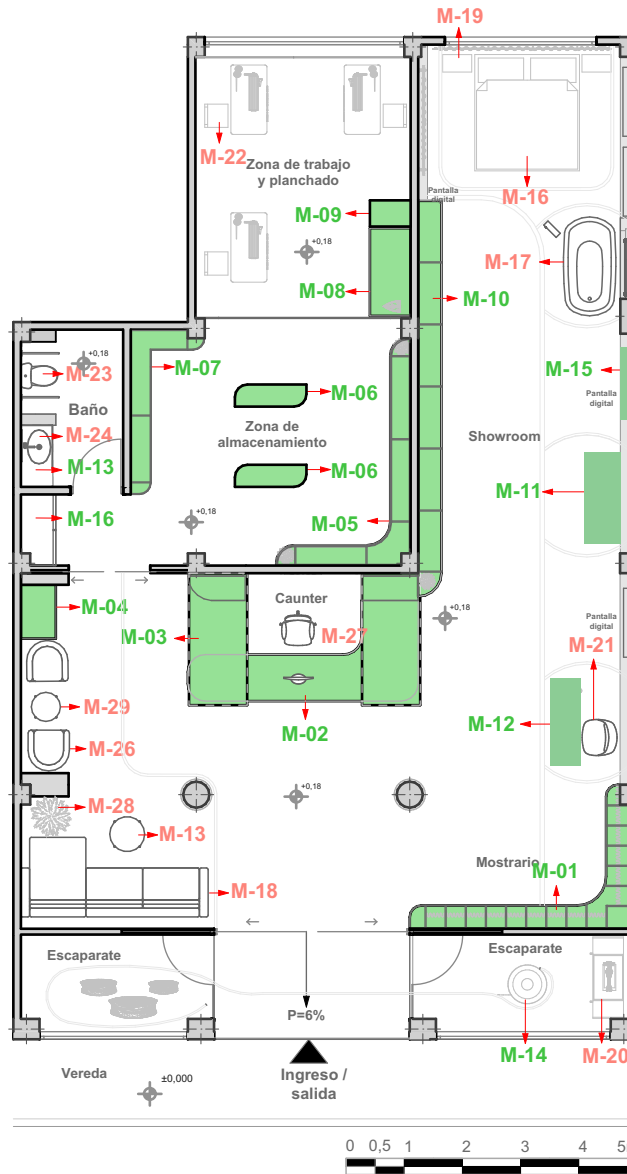 M-19
M-22
Zona de trabajo
y planchado
Pantalla
digital
M-16
M-09
+0,18
M-17
M-08
M-10
+0,18
M-23
M-07
M-15
Pantalla
digital
Baño
M-06
M-24
Zona de
almacenamiento
Showroom
M-13
M-06
M-11
M-16
+0,18
M-05
Caunter
M-04
+0,18
Pantalla
digital
M-03
M-27
M-21
M-29
M-12
M-02
M-26
+0,18
M-28
M-13
Mostrario
M-01
M-18
Escaparate
Escaparate
P=6%
M-14
M-20
Vereda
±0,000
Ingreso /
salida
0 0,5 1 2 3 4 5